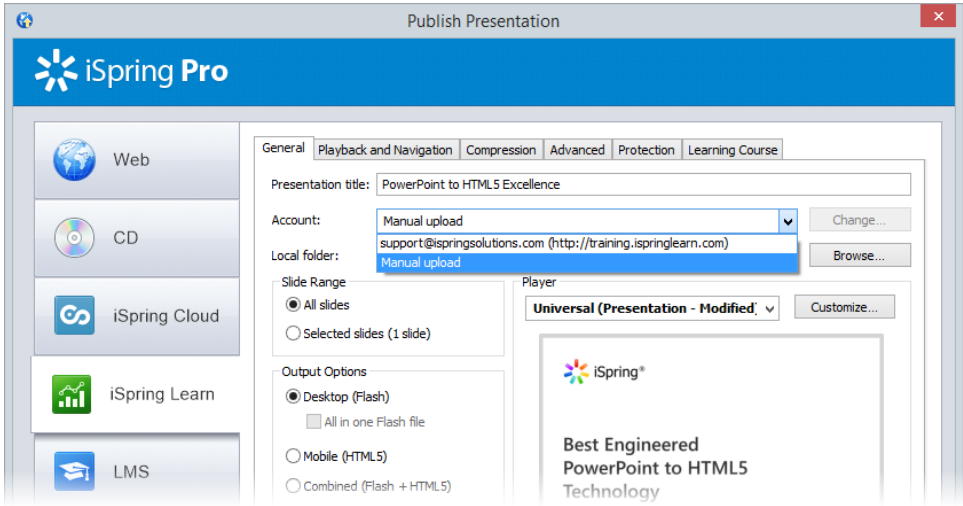 Publish Presentation
iSpring Pro
Web
CD
iSpring Cloud
iSpring Learn
LMS
General Playback and Navigation Compression Advanced Protection Learning Course
Presentation title: PowerPoint to HTML5 Excellence
Account: Manual upload Change...
support@ispringsolutions.com (http://training.ispringlearn.com)
Manual upload
Local folder: Browse...
Slide Range
All slides
Selected slides (1 slide)
Output Options
Desktop (Flash)
All in one Flash file
Mobile (HTML5)
Combined (Flash + HTML5)
Player
Universal (Presentation - Modified) Customize...
iSpring®
Best Engineered
PowerPoint to HTML5
Technology